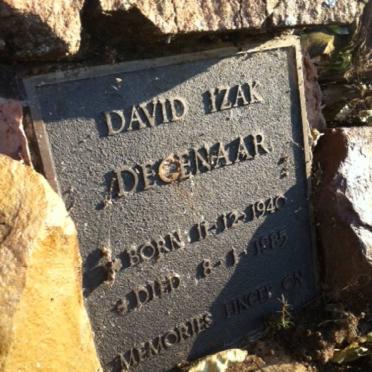 DAVID IZAK
DEGENAAR
BORN 11-12-1940
DIED 8-1-1985
MEMORIES LINGER ON